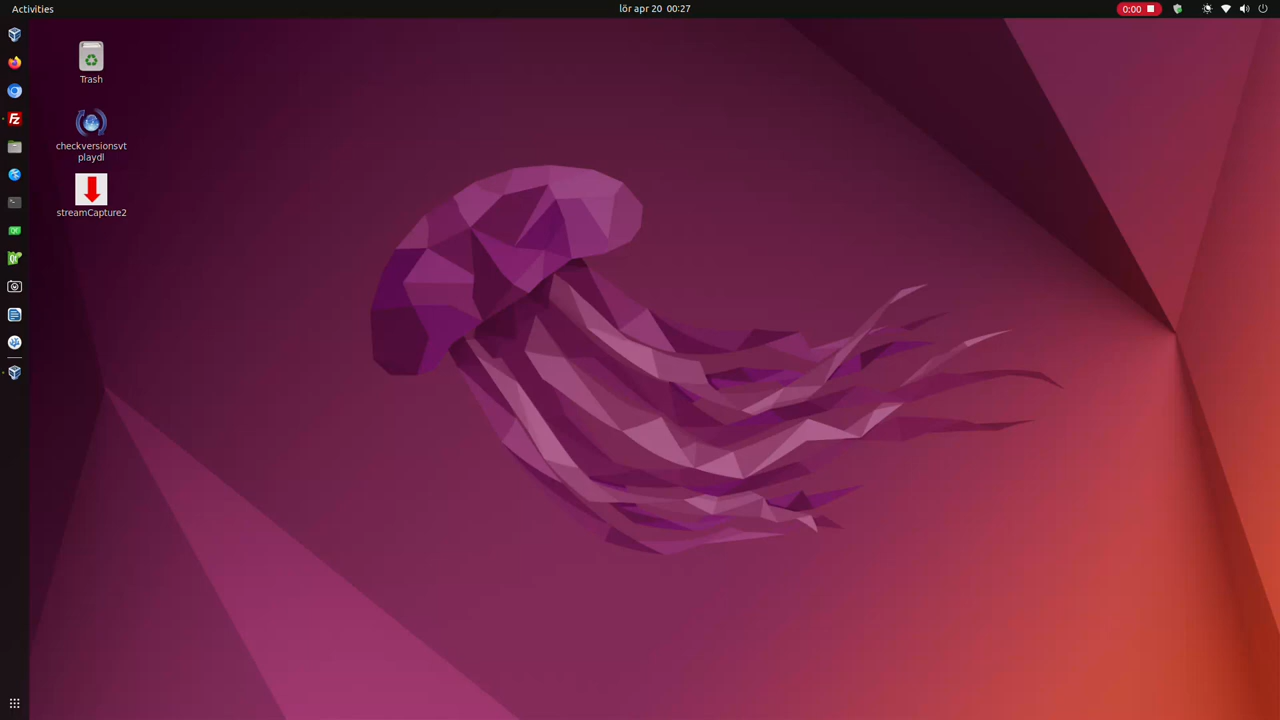 Activities
lör apr 20 00:27
0:00
Trash
checkversionsvt
playdl
streamCapture2